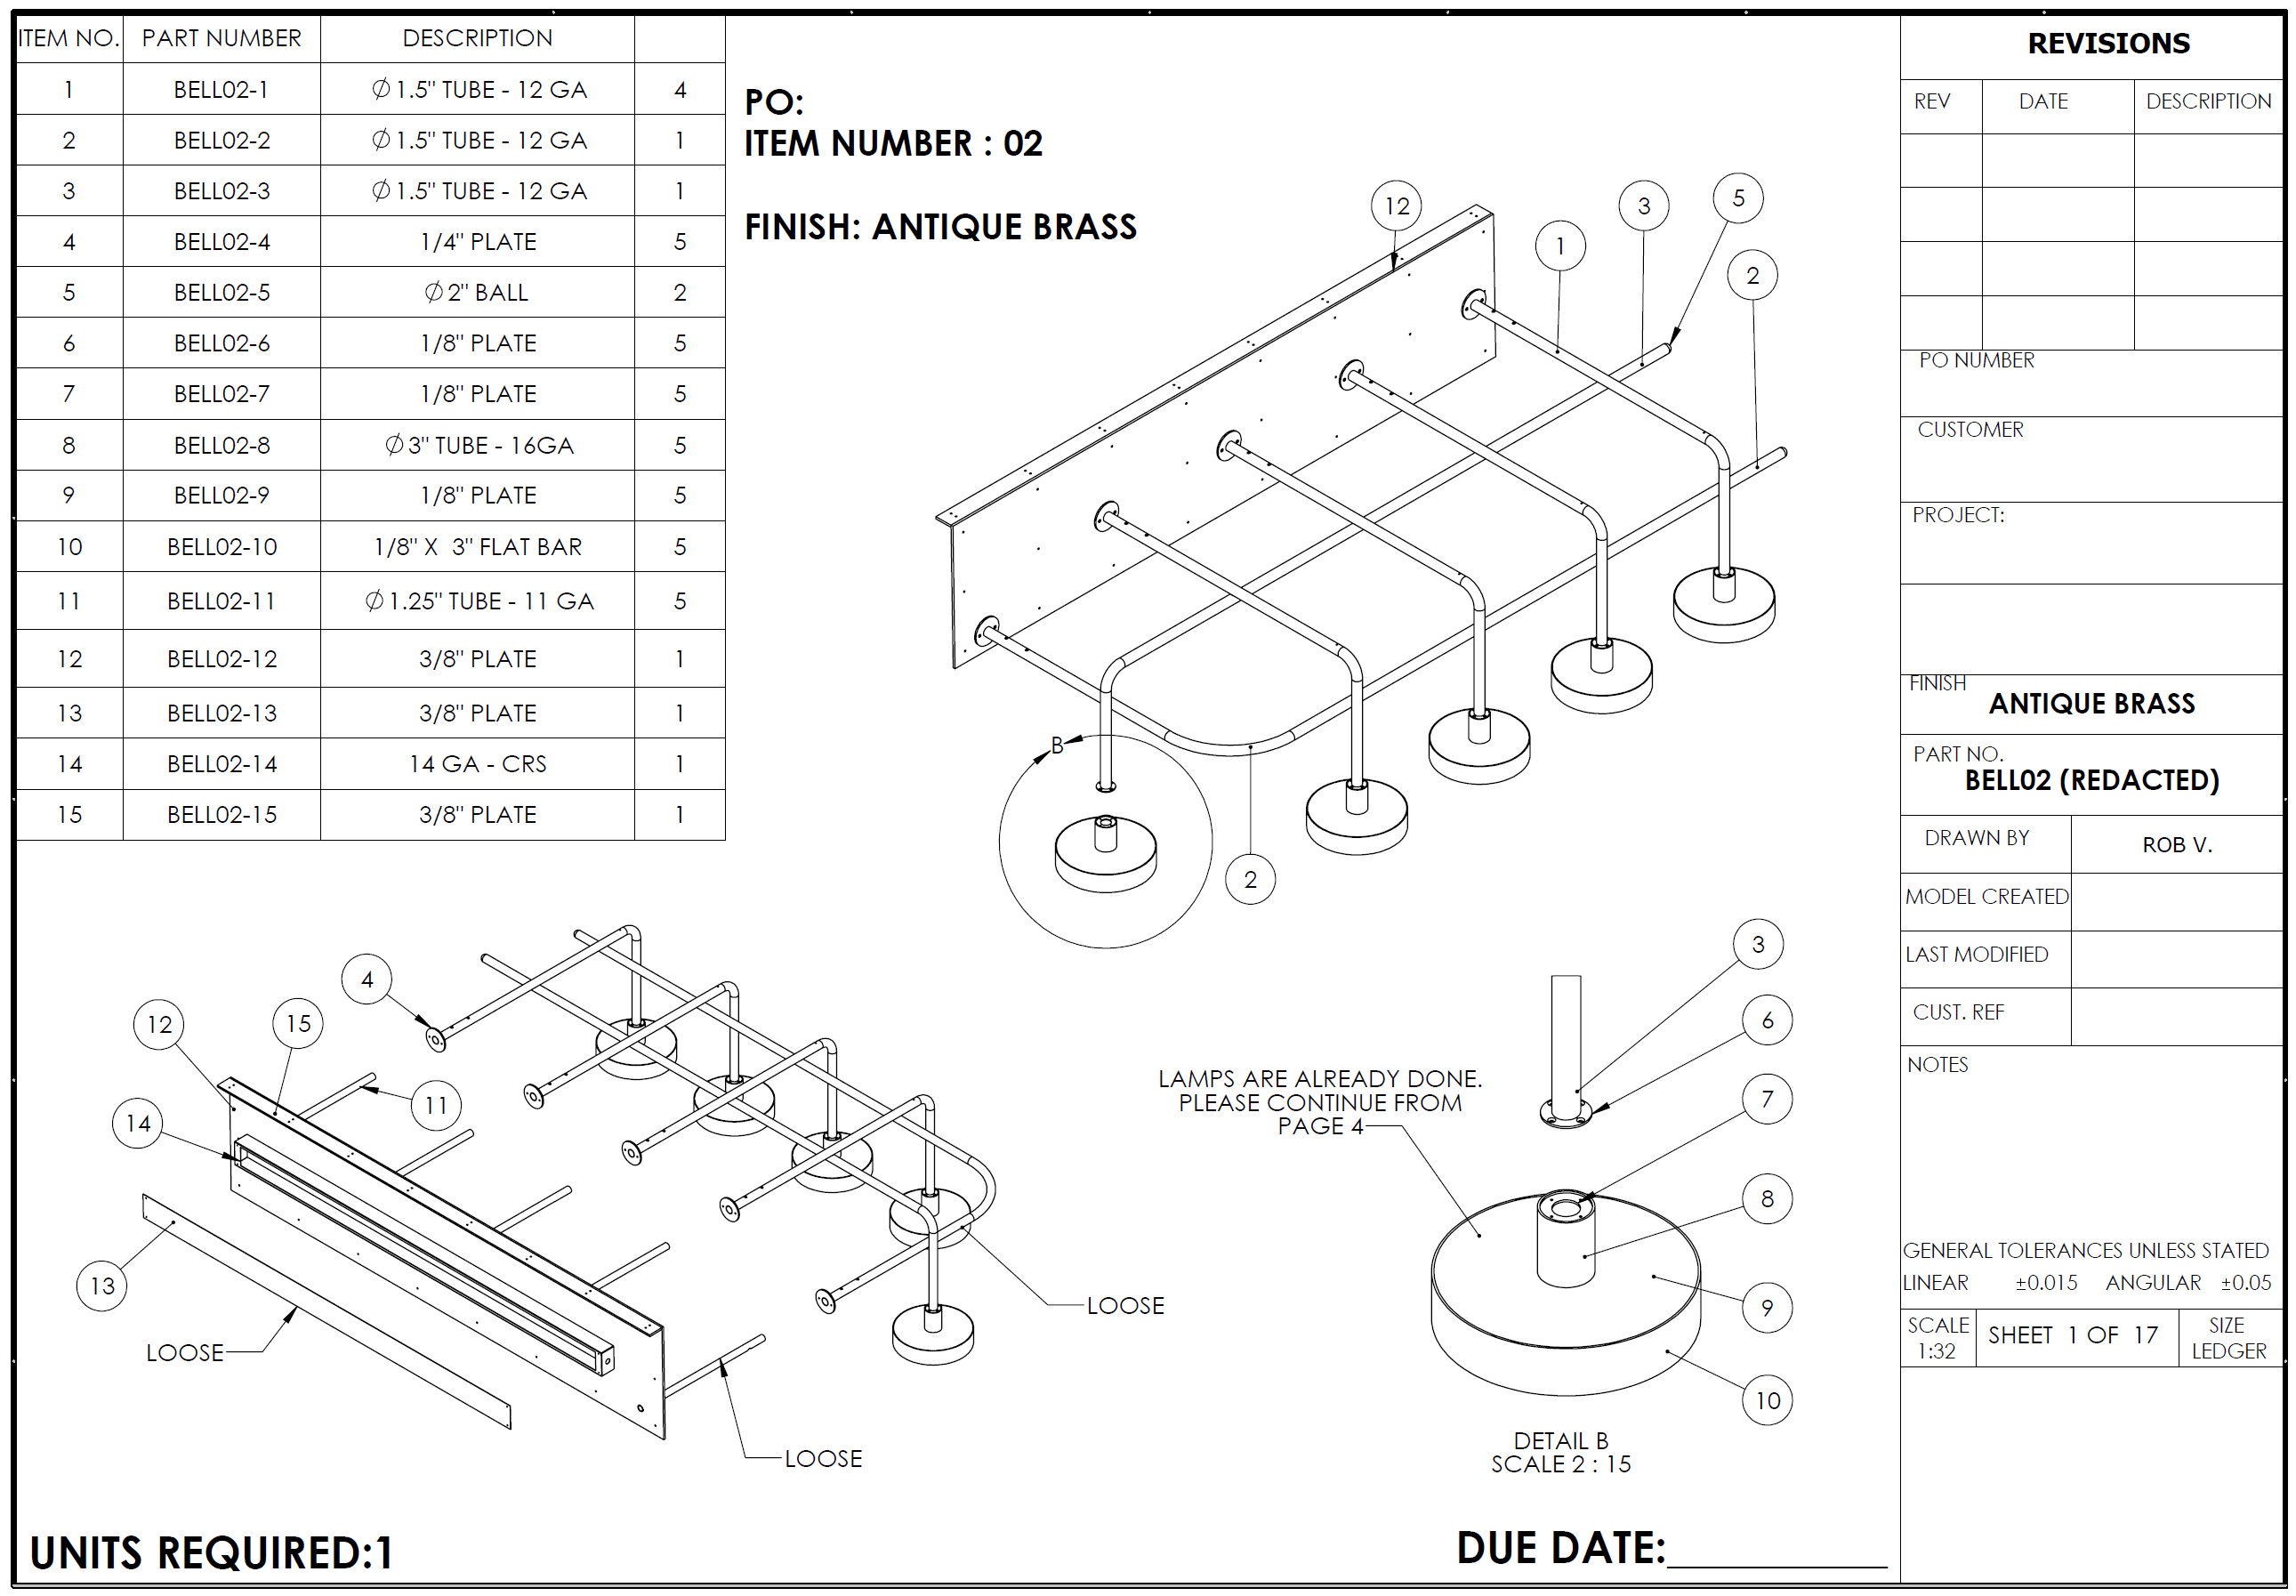 ITEM NO. PART NUMBER DESCRIPTION
1 BELL02-1 ∅1.5" TUBE - 12 GA 4
2 BELL02-2 ∅1.5" TUBE - 12 GA 1
3 BELL02-3 ∅1.5" TUBE - 12 GA 1
4 BELL02-4 1/4" PLATE 5
5 BELL02-5 ∅2" BALL 2
6 BELL02-6 1/8" PLATE 5
7 BELL02-7 1/8" PLATE 5
8 BELL02-8 ∅3" TUBE - 16GA 5
9 BELL02-9 1/8" PLATE 5
10 BELL02-10 1/8" X 3" FLAT BAR 5
11 BELL02-11 ∅1.25" TUBE - 11 GA 5
12 BELL02-12 3/8" PLATE 1
13 BELL02-13 3/8" PLATE 1
14 BELL02-14 14 GA - CRS 1
15 BELL02-15 3/8" PLATE 1
PO:
ITEM NUMBER : 02
FINISH: ANTIQUE BRASS
12
1
3
5
2
B
2
4
12
15
11
14
13
LOOSE
LOOSE
LOOSE
LAMPS ARE ALREADY DONE.
PLEASE CONTINUE FROM
PAGE 4
3
6
7
8
9
10
DETAIL B
SCALE 2 : 15
UNITS REQUIRED:1
DUE DATE:___________
REVISIONS
REV DATE DESCRIPTION
PO NUMBER
CUSTOMER
PROJECT:
FINISH
ANTIQUE BRASS
PART NO.
BELL02 (REDACTED)
DRAWN BY ROB V.
MODEL CREATED
LAST MODIFIED
CUST. REF
NOTES
GENERAL TOLERANCES UNLESS STATED
LINEAR ±0.015 ANGULAR ±0.05
SCALE
1:32
SHEET 1 OF 17
SIZE
LEDGER